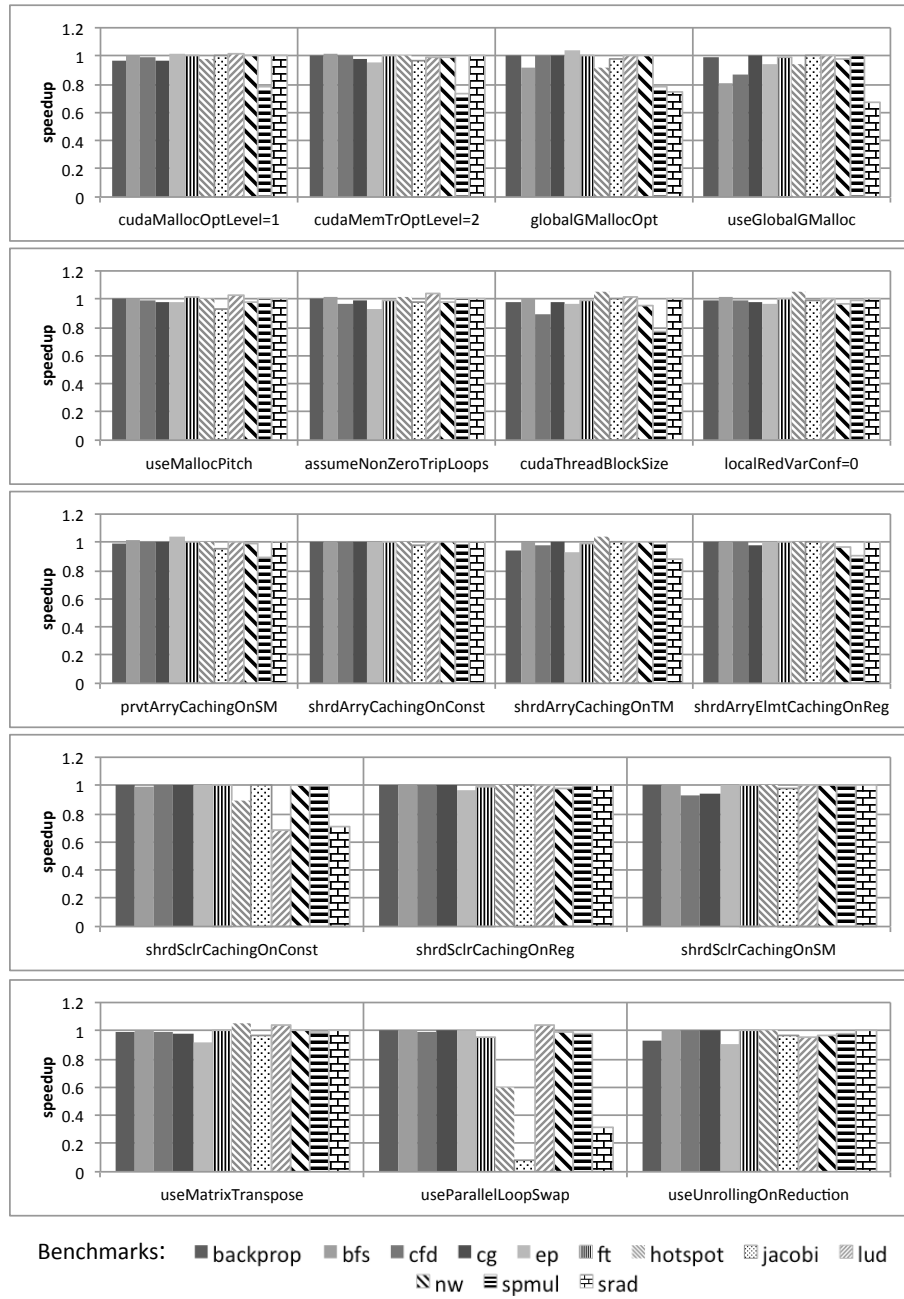 1.2
1
0.8
0.6
0.4
0.2
0
speedup
cudaMallocOptLevel=1 cudaMemTrOptLevel=2 globalGMallocOpt useGlobalGMalloc
1.2
1
0.8
0.6
0.4
0.2
0
speedup
useMallocPitch assumeNonZeroTripLoops cudaThreadBlockSize localRedVarConf=0
1.2
1
0.8
0.6
0.4
0.2
0
speedup
prvtArryCachingOnSM shrdArryCachingOnConst shrdArryCachingOnTM shrdArryElmtCachingOnReg
1.2
1
0.8
0.6
0.4
0.2
0
speedup
shrdSclrCachingOnConst shrdSclrCachingOnReg shrdSclrCachingOnSM
1.2
1
0.8
0.6
0.4
0.2
0
speedup
useMatrixTranspose useParallelLoopSwap useUnrollingOnReduction
Benchmarks: backprop bfs cfd cg ep ft hotspot jacobi lud
nw spmul srad